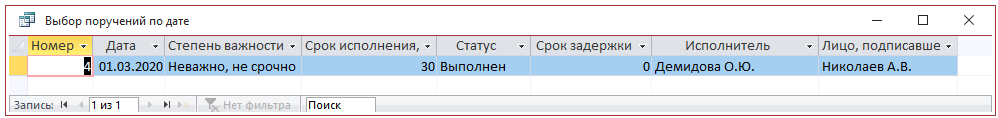 Выбор поручений по дате
Номер Дата Степень важности Срок исполнения, Статус Срок задержки Исполнитель Лицо, подписавше
4 01.03.2020 Неважно, не срочно 30 Выполнен 0 Демидова О.Ю. Николаев А.В.
Запись: 1 из 1 Нет фильтра Поиск